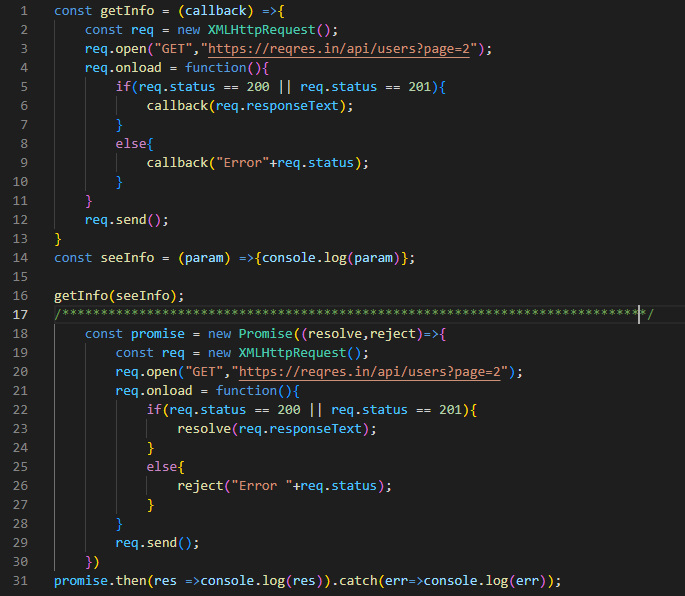 1 const getInfo = (callback) =>{
2 const req = new XMLHttpRequest();
3 req.open("GET","https://reqres.in/api/users?page=2");
4 req.onload = function(){
5 if(req.status == 200 || req.status == 201){
6 callback(req.responseText);
7 }
8 else{
9 callback("Error"+req.status);
10 }
11 }
12 req.send();
13 }
14 const seeInfo = (param) =>{console.log(param)};
15
16 getInfo(seeInfo);
17 /****************************************************************************/
18 const promise = new Promise((resolve,reject)=>{
19 const req = new XMLHttpRequest();
20 req.open("GET","https://reqres.in/api/users?page=2");
21 req.onload = function(){
22 if(req.status == 200 || req.status == 201){
23 resolve(req.responseText);
24 }
25 else{
26 reject("Error "+req.status);
27 }
28 }
29 req.send();
30 })
31 promise.then(res =>console.log(res)).catch(err=>console.log(err));